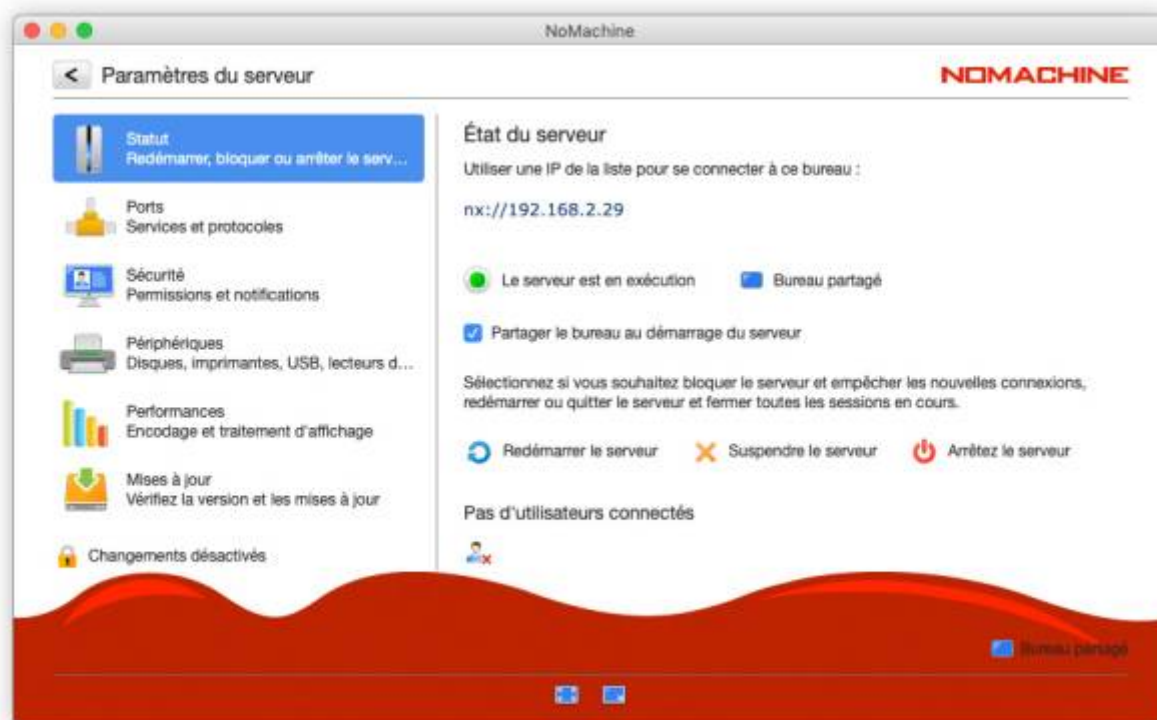 NoMachine
Paramètres du serveur
NOMACHINE
Statut
Redémarrer, bloquer ou arrêter le serv...
Ports
Services et protocoles
Sécurité
Permissions et notifications
Périphériques
Disques, imprimantes, USB, lecteurs d...
Performances
Encodage et traitement d'affichage
Mises à jour
Vérifiez la version et les mises à jour
Changements désactivés
État du serveur
Utiliser une IP de la liste pour se connecter à ce bureau :
nx://192.168.2.29
Le serveur est en exécution
Bureau partagé
Partager le bureau au démarrage du serveur
Sélectionnez si vous souhaitez bloquer le serveur et empêcher les nouvelles connexions,
redémarrer ou quitter le serveur et fermer toutes les sessions en cours.
Redémarrer le serveur
Suspendre le serveur
Arrêtez le serveur
Pas d'utilisateurs connectés
Bureau partagé